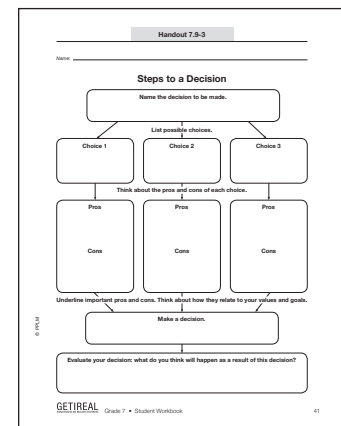 Handout 7.9-3
Name
Steps to a Decision
Name the decision to be made.
List possible choices.
Choice 1
Choice 2
Choice 3
Think about the pros and cons of each choice.
Pros
Pros
Pros
Cons
Cons
Cons
Underline important pros and cons. Think about how they relate to your values and goals.
Make a decision.
Evaluate your decision: what do you think will happen as a result of this decision?
© PPLM
GET REAL Grade 7 • Student Workbook 41